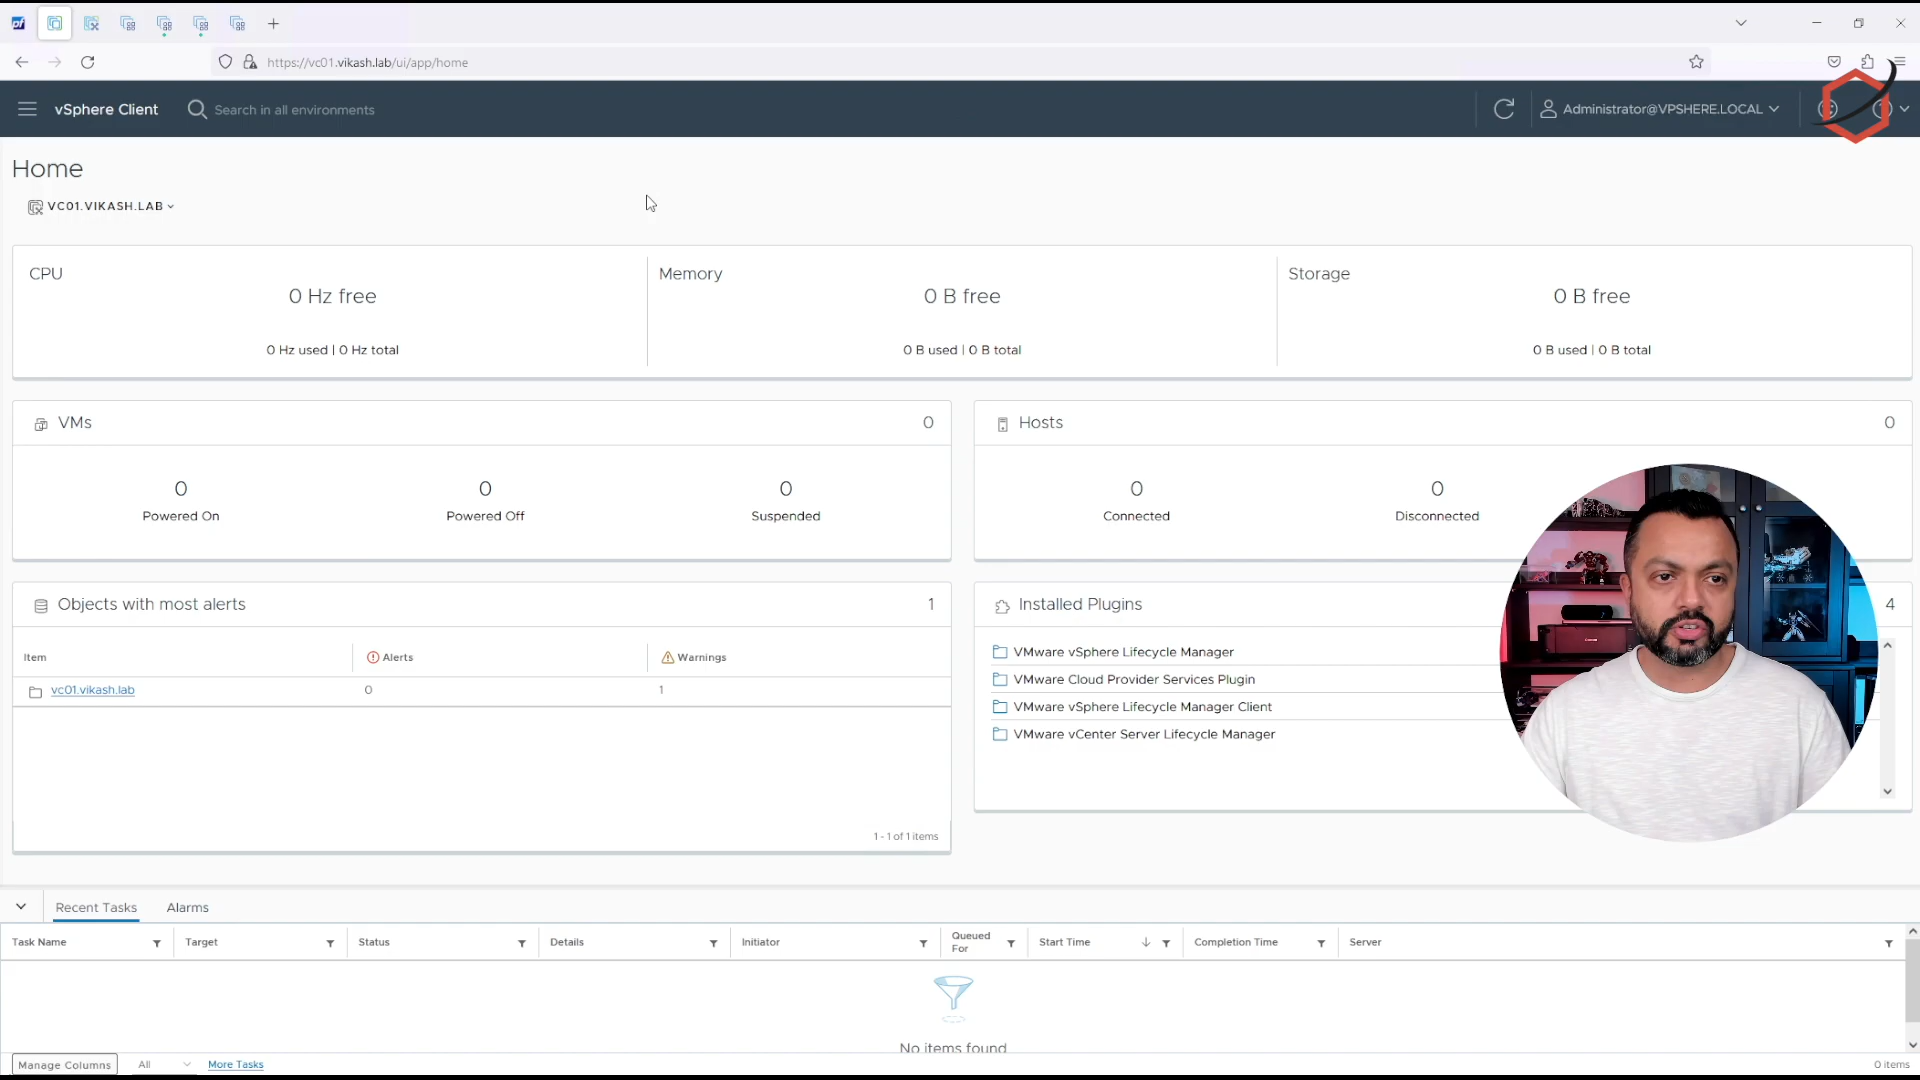 https://vc01.vikash.lab/ui/app/home
vSphere Client
Search in all environments
Administrator@VPSHERE.LOCAL
Home
VC01.VIKASH.LAB
CPU
0 Hz free
0 Hz used | 0 Hz total
Memory
0 B free
0 B used | 0 B total
Storage
0 B free
0 B used | 0 B total
VMs
0
0
Powered On
0
Powered Off
0
Suspended
Hosts
0
0
Connected
0
Disconnected
Objects with most alerts
1
Item
Alerts
Warnings
vc01.vikash.lab
0
1
1 - 1 of 1 items
Installed Plugins
4
VMware vSphere Lifecycle Manager
VMware Cloud Provider Services Plugin
VMware vSphere Lifecycle Manager Client
VMware vCenter Server Lifecycle Manager
Recent Tasks
Alarms
Task Name
Target
Status
Details
Initiator
Queued
For
Start Time
Completion Time
Server
No items found
Manage Columns
All
More Tasks
0 items